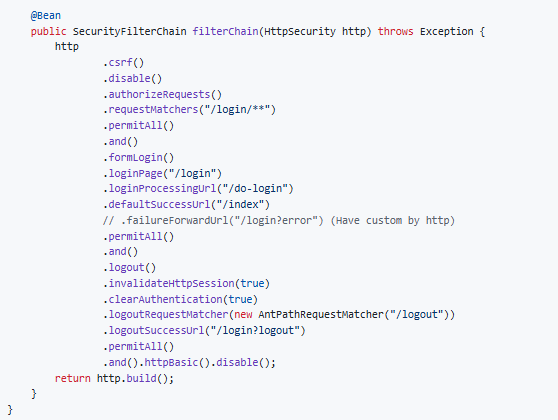 @Bean
public SecurityFilterChain filterChain(HttpSecurity http) throws Exception {
http
.csrf()
.disable()
.authorizeRequests()
.requestMatchers("/login/**")
.permitAll()
.and()
.formLogin()
.loginPage("/login")
.loginProcessingUrl("/do-login")
.defaultSuccessUrl("/index")
// .failureForwardUrl("/login?error") (Have custom by http)
.permitAll()
.and()
.logout()
.invalidateHttpSession(true)
.clearAuthentication(true)
.logoutRequestMatcher(new AntPathRequestMatcher("/logout"))
.logoutSuccessUrl("/login?logout")
.permitAll()
.and().httpBasic().disable();
return http.build();
}
}